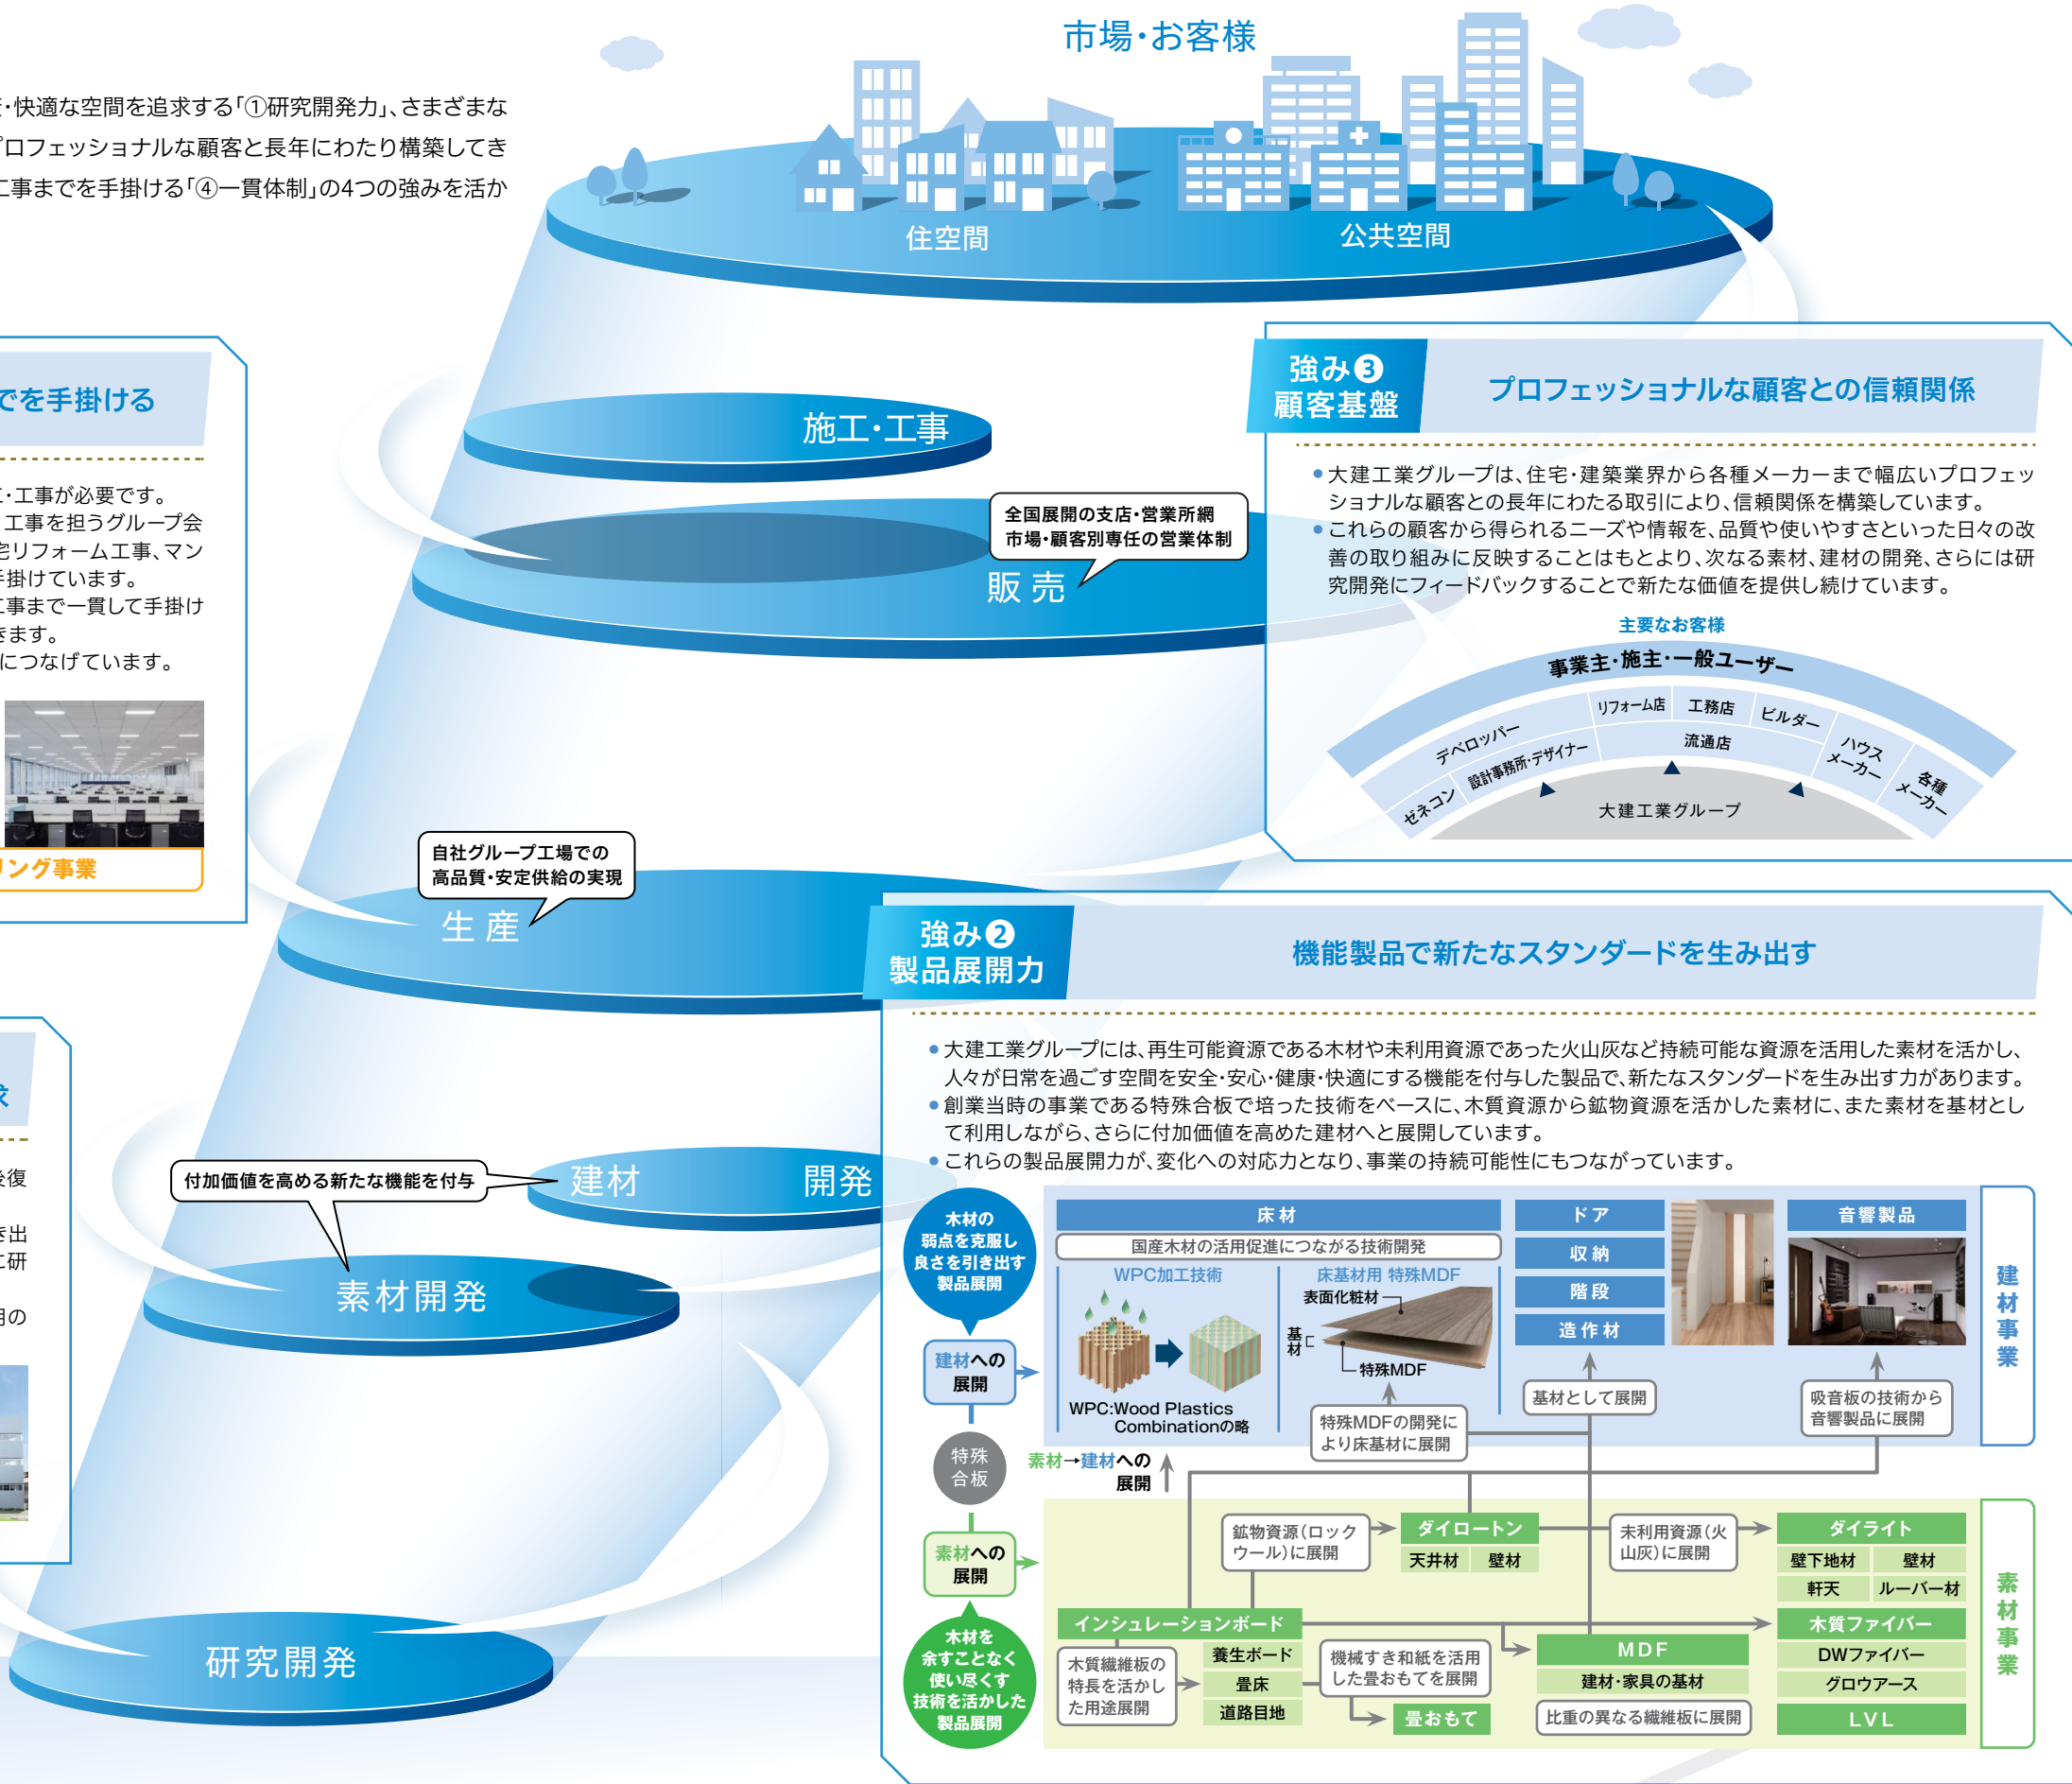 市場・お客様
・快適な空間を追求する「①研究開発力」、さまざまな
プロフェッショナルな顧客と長年にわたり構築してき
工事までを手掛ける「④一貫体制」の4つの強みを活か
住空間
公共空間
でを手掛ける
・工事が必要です。
工事を担うグループ会
宅リフォーム工事、マン
手掛けています。
工事まで一貫して手掛け
きます。
につなげています。
リング事業
施工・工事
全国展開の支店・営業所網
市場・顧客別専任の営業体制
販売
強み❸
顧客基盤
プロフェッショナルな顧客との信頼関係
●大建工業グループは、住宅・建築業界から各種メーカーまで幅広いプロフェッ
ショナルな顧客との長年にわたる取引により、信頼関係を構築しています。
●これらの顧客から得られるニーズや情報を、品質や使いやすさといった日々の改
善の取り組みに反映することはもとより、次なる素材、建材の開発、さらには研
究開発にフィードバックすることで新たな価値を提供し続けています。
主要なお客様
事業主・施主・一般ユーザー
デベロッパー
リフォーム店
工務店
ビルダー
ゼネコン
設計事務所・デザイナー
流通店
ハウス
メーカー
各種
メーカー
大建工業グループ
自社グループ工場での
高品質・安定供給の実現
生産
後復
き出
に研
用の
付加価値を高める新たな機能を付与
建材 開発
素材開発
研究開発
強み❷
製品展開力
機能製品で新たなスタンダードを生み出す
●大建工業グループには、再生可能資源である木材や未利用資源であった火山灰など持続可能な資源を活用した素材を活かし、
人々が日常を過ごす空間を安全・安心・健康・快適にする機能を付与した製品で、新たなスタンダードを生み出す力があります。
●創業当時の事業である特殊合板で培った技術をベースに、木質資源から鉱物資源を活かした素材に、また素材を基材とし
て利用しながら、さらに付加価値を高めた建材へと展開しています。
●これらの製品展開力が、変化への対応力となり、事業の持続可能性にもつながっています。
木材の
弱点を克服し
良さを引き出す
製品展開
建材への
展開
特殊
合板
素材への
展開
木材を
余すことなく
使い尽くす
技術を活かした
製品展開
床材
国産木材の活用促進につながる技術開発
WPC加工技術
WPC:Wood Plastics
Combinationの略
床基材用 特殊MDF
表面化粧材
基材
特殊MDF
特殊MDFの開発に
より床基材に展開
ドア
収納
階段
造作材
基材として展開
音響製品
吸音板の技術から
音響製品に展開
建材事業
素材→建材への
展開
鉱物資源（ロック
ウール）に展開
ダイロートン
天井材 壁材
未利用資源（火
山灰）に展開
ダイライト
壁下地材 壁材
軒天 ルーバー材
インシュレーションボード
木質繊維板の
特長を活かし
た用途展開
養生ボード
畳床
道路目地
機械すき和紙を活用
した畳おもてを展開
畳おもて
MDF
建材・家具の基材
比重の異なる繊維板に展開
木質ファイバー
DWファイバー
グロウアース
LVL
素材事業